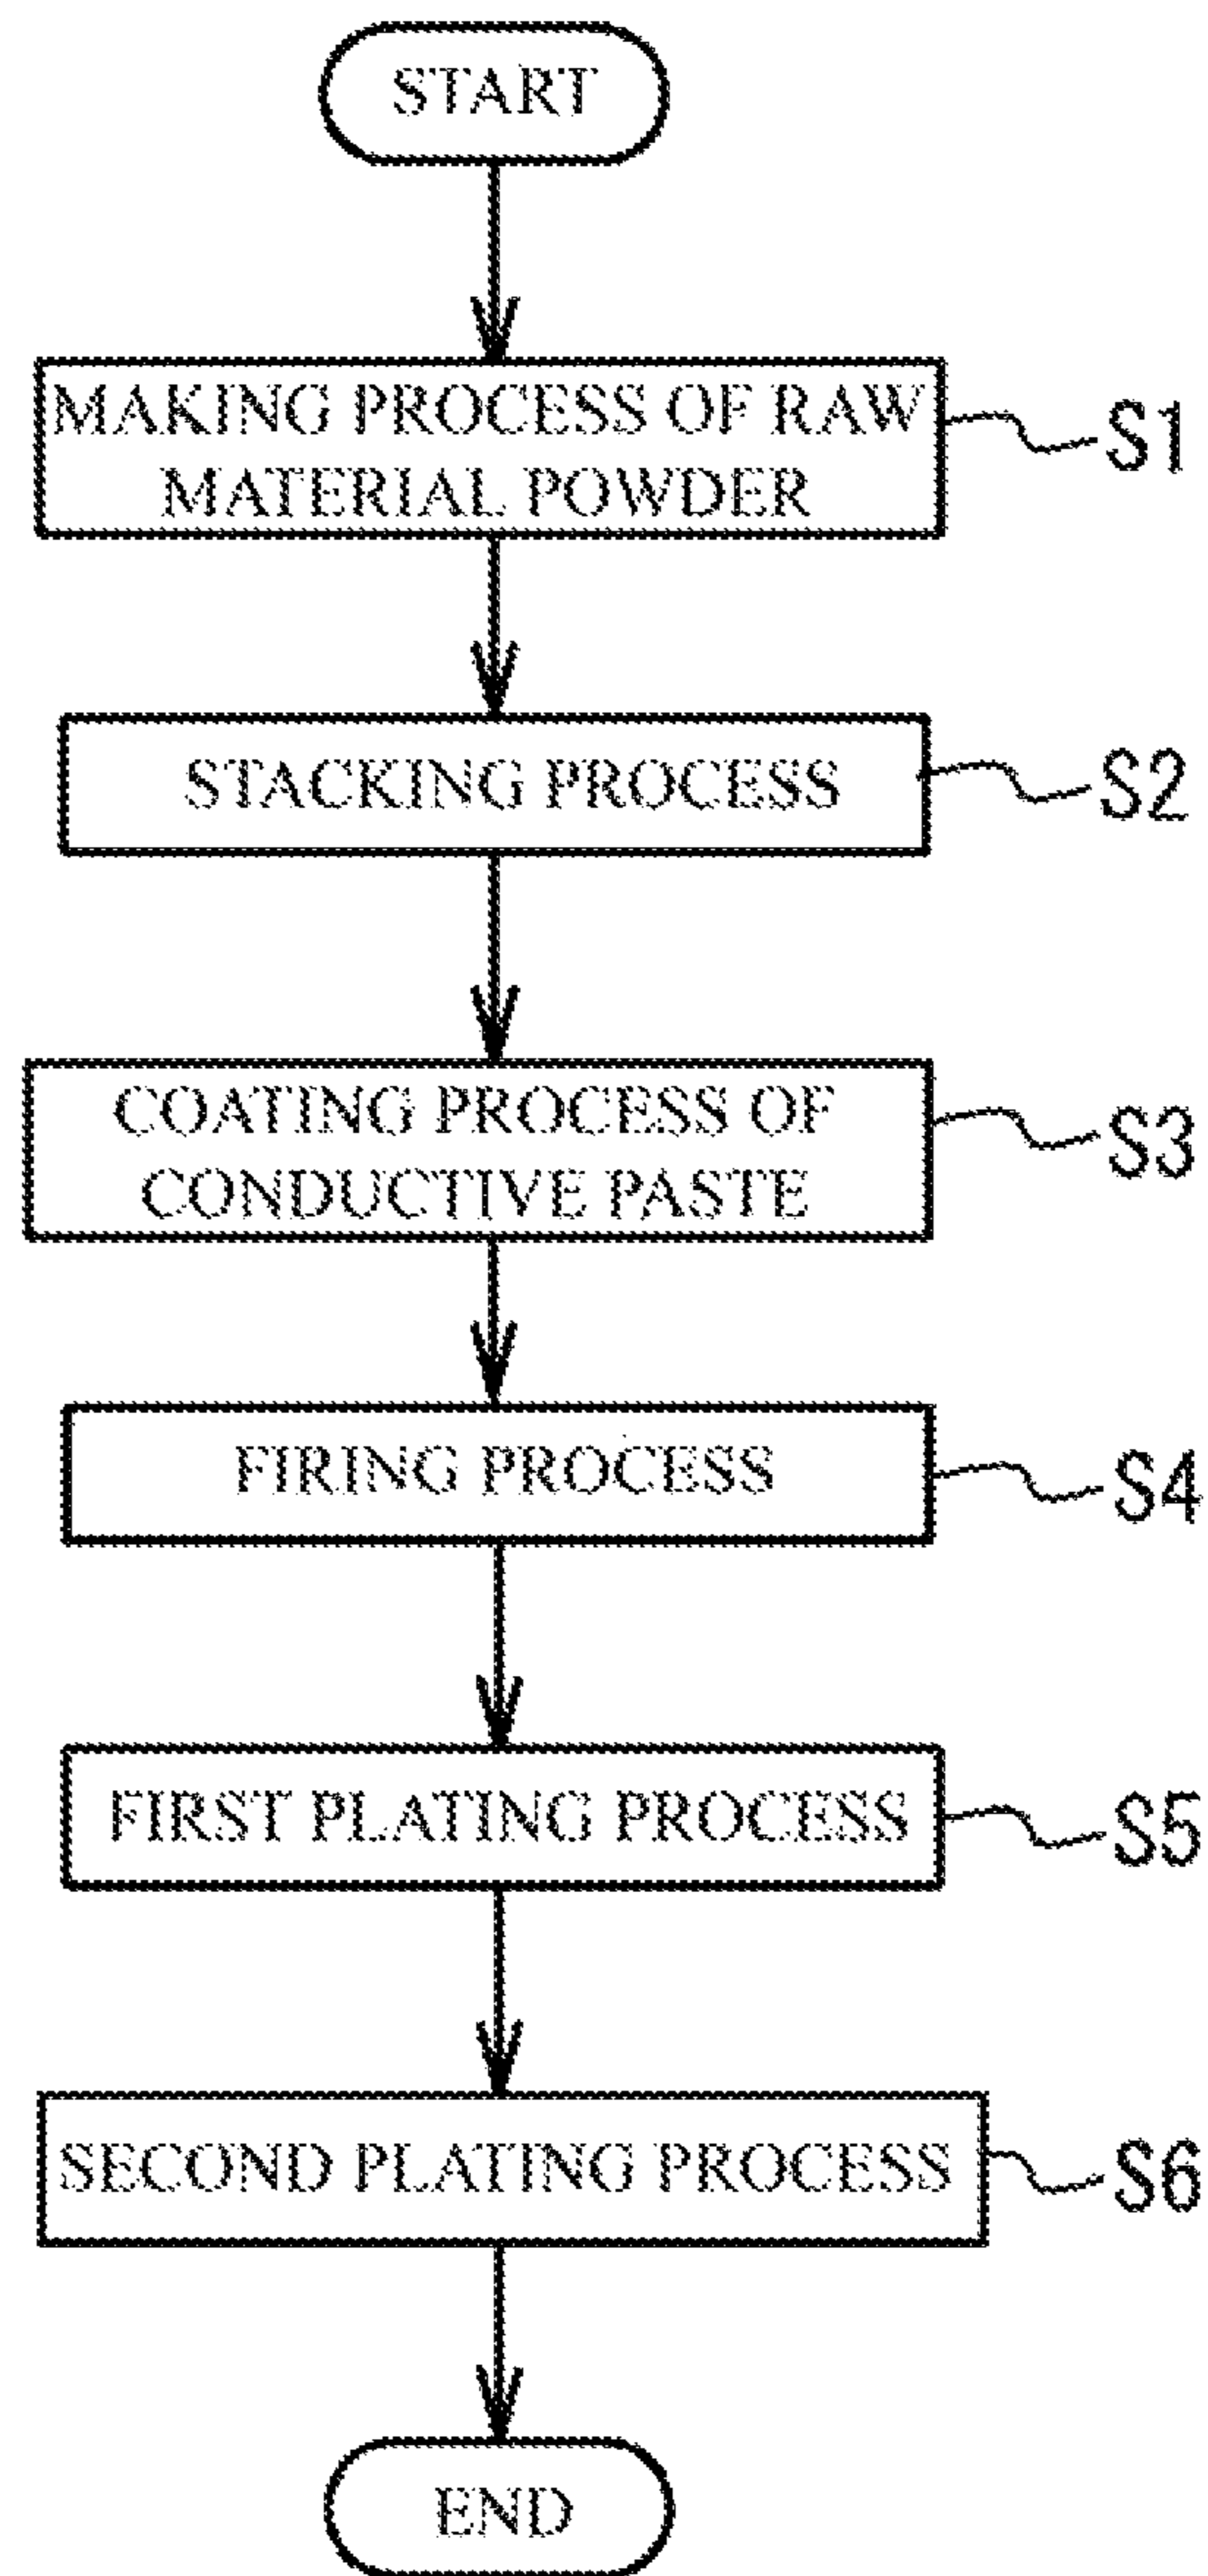 START
MAKING PROCESS OF RAW
MATERIAL POWDER
S1
STACKING PROCESS
S2
COATING PROCESS OF
CONDUCTIVE PASTE
S3
FIRING PROCESS
S4
FIRST PLATING PROCESS
S5
SECOND PLATING PROCESS
S6
END